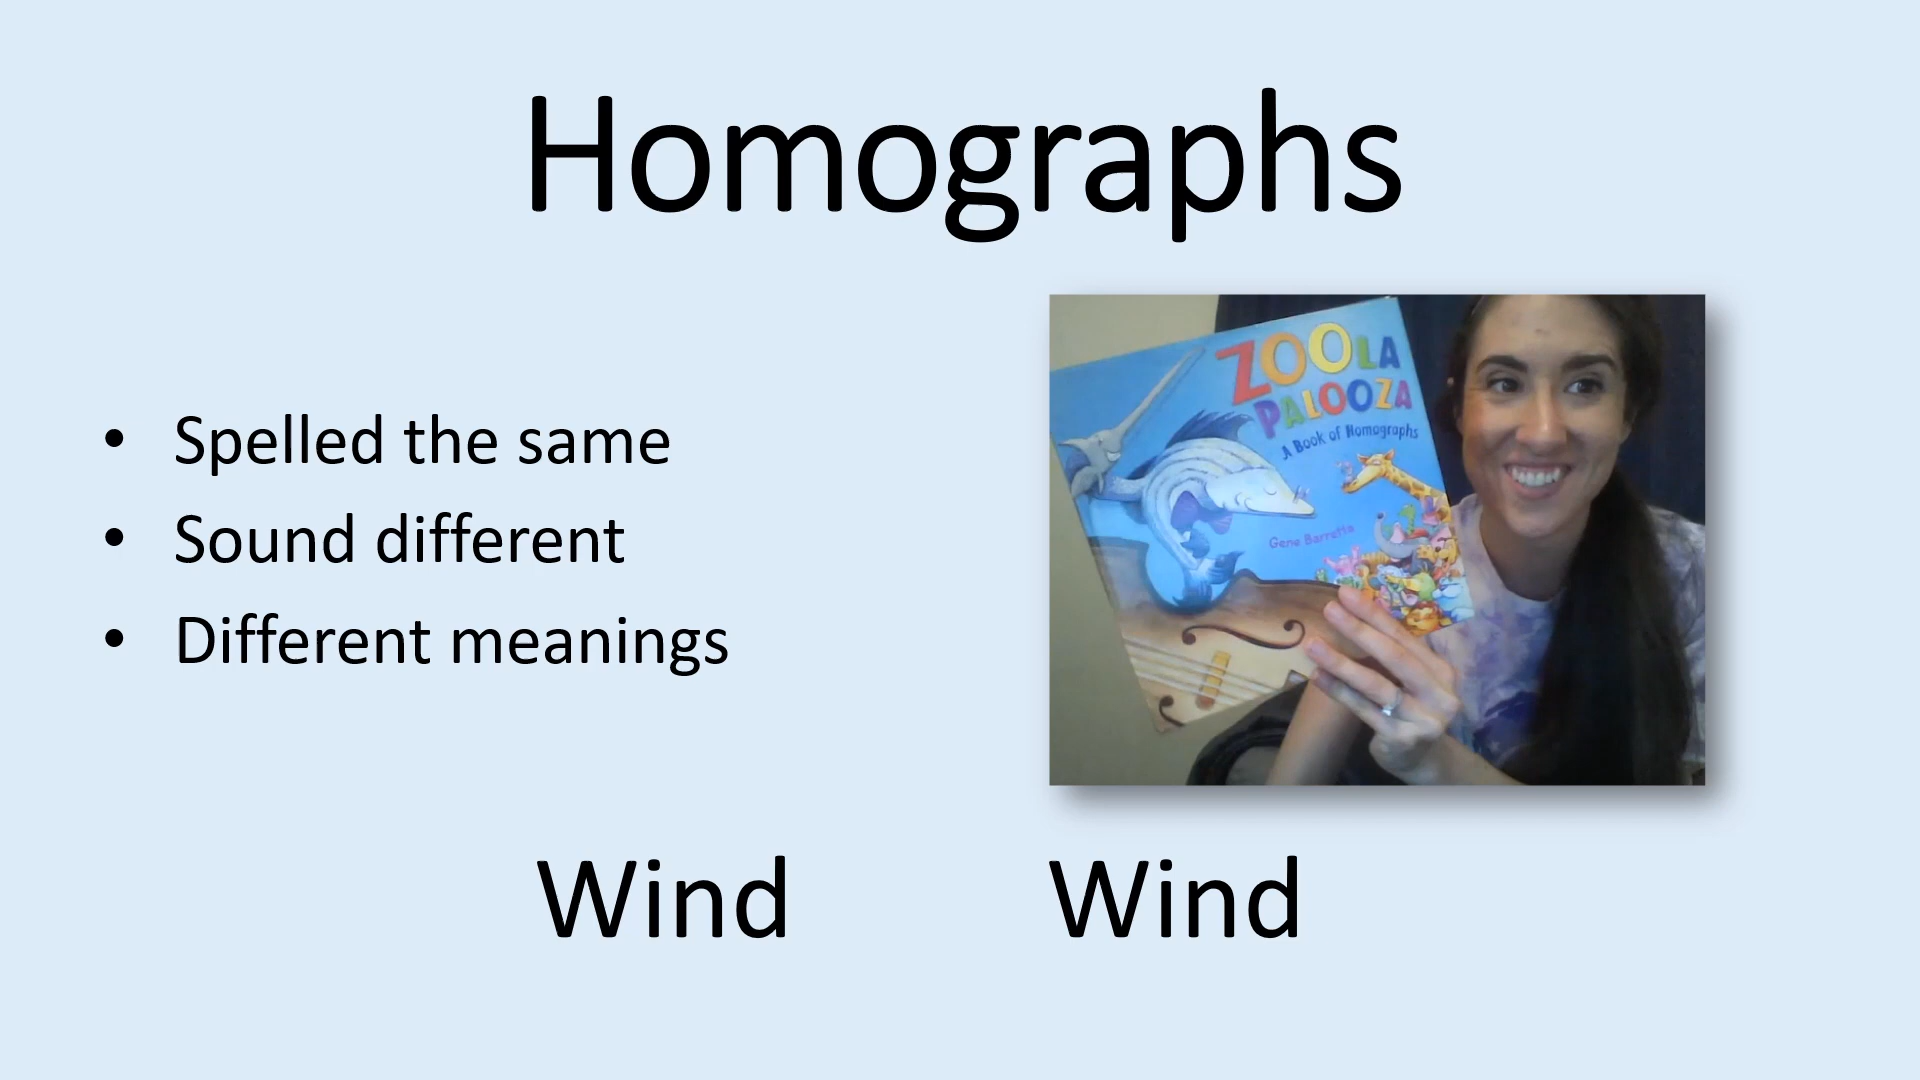 Homographs
• Spelled the same
• Sound different
• Different meanings
ZOOLA
PALOOZA
A Book of Homographs
Gene Barretta
Wind Wind